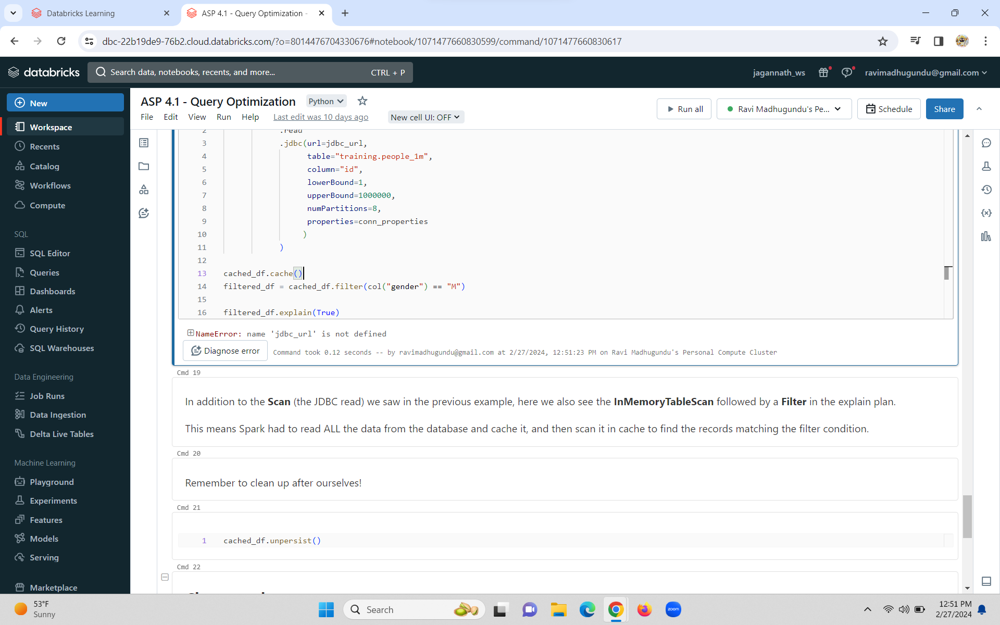 Databricks Learning
ASP 4.1 - Query Optimization -
dbc-22b19de9-76b2.cloud.databricks.com/?o=8014476704330676#notebook/1071477660830599/command/1071477660830617
databricks
Search data, notebooks, recents, and more...
CTRL + P
jagannath_ws
ravimadhugundu@gmail.com
New
Workspace
Recents
Catalog
Workflows
Compute
SQL
SQL Editor
Queries
Dashboards
Alerts
Query History
SQL Warehouses
Data Engineering
Job Runs
Data Ingestion
Delta Live Tables
Machine Learning
Playground
Experiments
Features
Models
Serving
Marketplace
ASP 4.1 - Query Optimization
Python
File Edit View Run Help Last edit was 10 days ago New cell UI: OFF
Run all
Ravi Madhugundu's Pe...
Schedule
Share
2 .read
3 .jdbc(url=jdbc_url,
4 table="training.people_1m",
5 column="id",
6 lowerBound=1,
7 upperBound=1000000,
8 numPartitions=8,
9 properties=conn_properties
10 )
11 )
12
13 cached_df.cache()
14 filtered_df = cached_df.filter(col("gender") == "M")
15
16 filtered_df.explain(True)
NameError: name 'jdbc_url' is not defined
Diagnose error
Command took 0.12 seconds -- by ravimadhugundu@gmail.com at 2/27/2024, 12:51:23 PM on Ravi Madhugundu's Personal Compute Cluster
Cmd 19
In addition to the Scan (the JDBC read) we saw in the previous example, here we also see the InMemoryTableScan followed by a Filter in the explain plan.
This means Spark had to read ALL the data from the database and cache it, and then scan it in cache to find the records matching the filter condition.
Cmd 20
Remember to clean up after ourselves!
Cmd 21
1 cached_df.unpersist()
Cmd 22
53°F
Sunny
Search
zoom
12:51 PM
2/27/2024